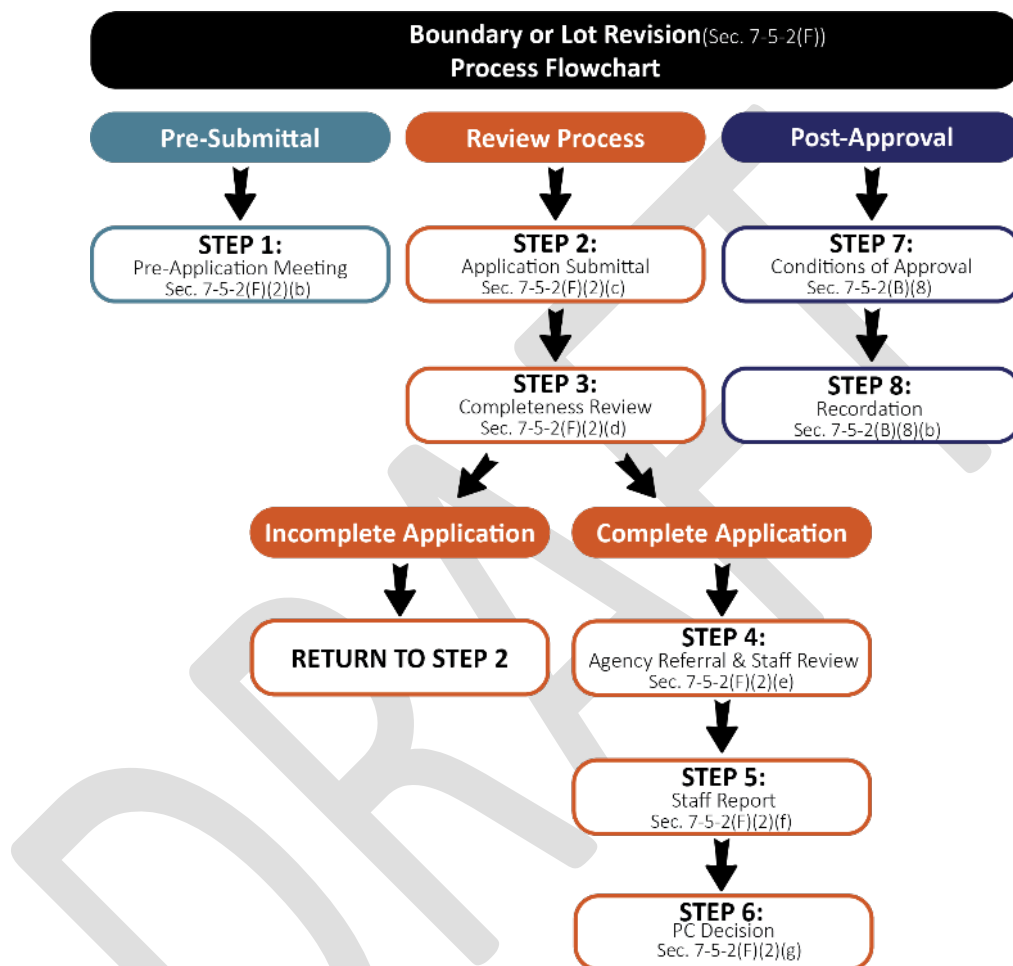 Boundary or Lot Revision(Sec. 7-5-2(F))
Process Flowchart
Pre-Submittal
Review Process
Post-Approval
STEP 1:
Pre-Application Meeting
Sec. 7-5-2(F)(2)(b)
STEP 2:
Application Submittal
Sec. 7-5-2(F)(2)(c)
STEP 7:
Conditions of Approval
Sec. 7-5-2(B)(8)
STEP 3:
Completeness Review
Sec. 7-5-2(F)(2)(d)
STEP 8:
Recordation
Sec. 7-5-2(B)(8)(b)
Incomplete Application
Complete Application
RETURN TO STEP 2
STEP 4:
Agency Referral & Staff Review
Sec. 7-5-2(F)(2)(e)
STEP 5:
Staff Report
Sec. 7-5-2(F)(2)(f)
STEP 6:
PC Decision
Sec. 7-5-2(F)(2)(g)
DRAFT